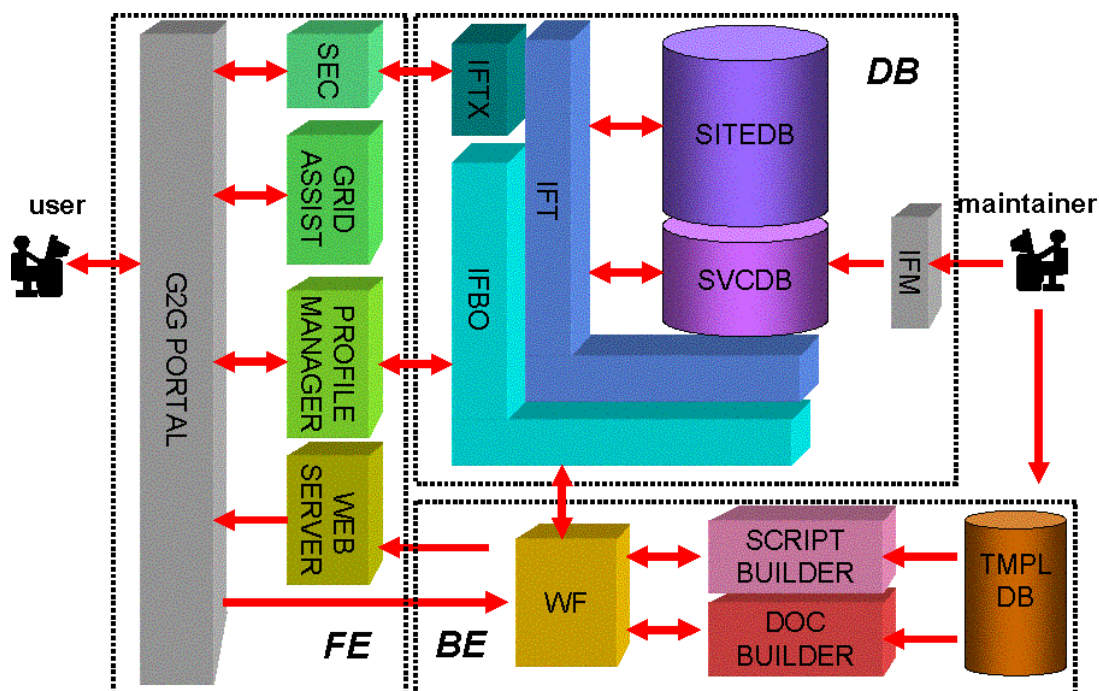 user
G2G PORTAL
SEC
GRID
ASSIST
PROFILE
MANAGER
WEB
SERVER
FE
IFTX
IFT
IFBO
SITEDB
SVCDB
DB
IFM
maintainer
BE
WF
SCRIPT
BUILDER
DOC
BUILDER
TMPL
DB